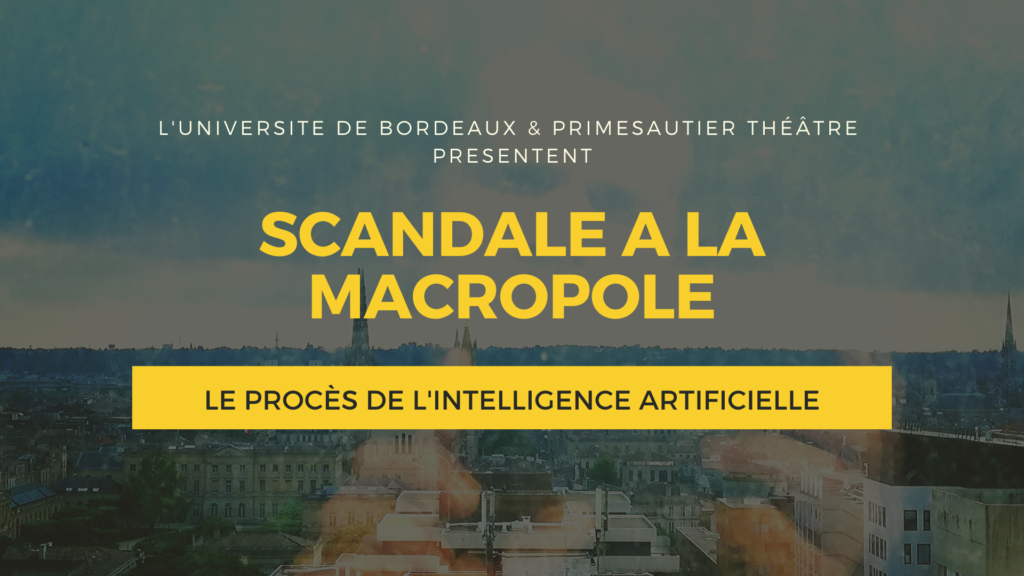 L'UNIVERSITE DE BORDEAUX & PRIMESAUTIER THÉÂTRE
PRESENTENT
SCANDALE A LA
MACROPOLE
LE PROCÈS DE L'INTELLIGENCE ARTIFICIELLE